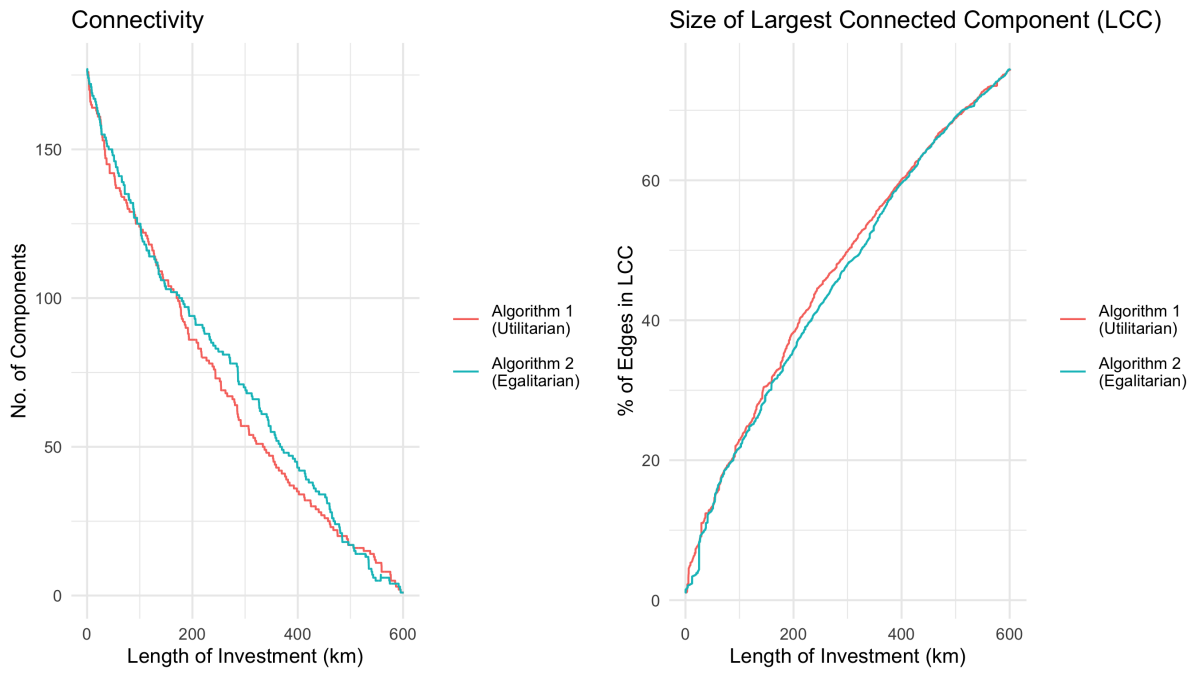 Connectivity
No. of Components
150
100
50
0
0 200 400 600
Length of Investment (km)
Algorithm 1
(Utilitarian)
Algorithm 2
(Egalitarian)
Size of Largest Connected Component (LCC)
% of Edges in LCC
60
40
20
0
0 200 400 600
Length of Investment (km)
Algorithm 1
(Utilitarian)
Algorithm 2
(Egalitarian)